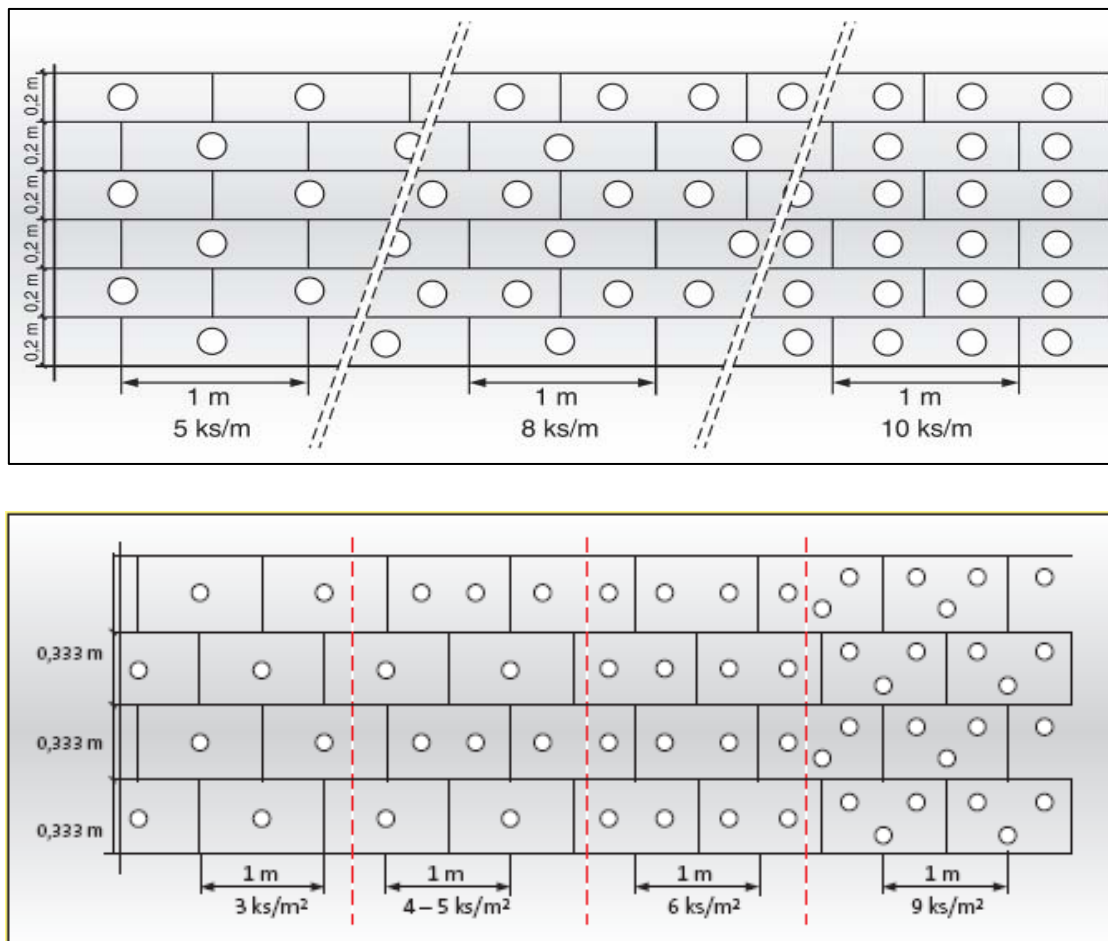 0,2 m
0,2 m
0,2 m
0,2 m
0,2 m
0,2 m
1 m
1 m
1 m
5 ks/m
8 ks/m
10 ks/m
0,333 m
0,333 m
0,333 m
1 m
1 m
1 m
1 m
3 ks/m²
4 – 5 ks/m²
6 ks/m²
9 ks/m²